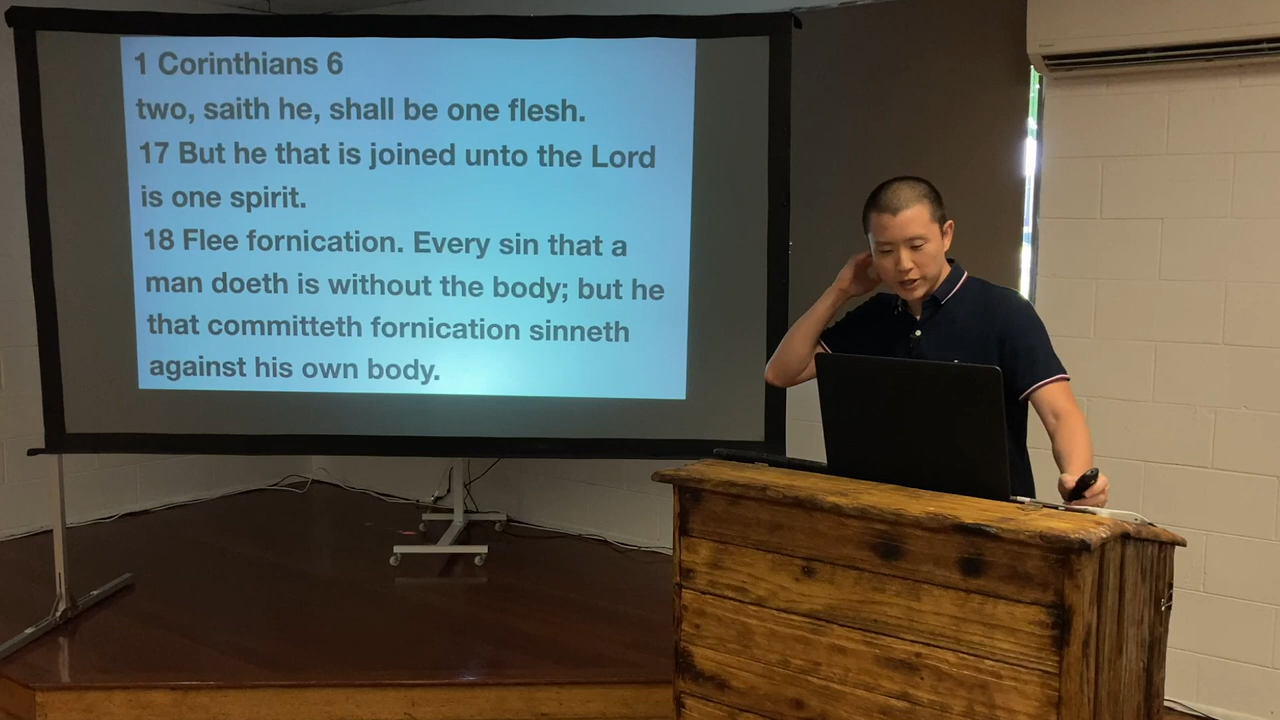 1 Corinthians 6
two, saith he, shall be one flesh.
17 But he that is joined unto the Lord
is one spirit.
18 Flee fornication. Every sin that a
man doeth is without the body; but he
that committeth fornication sinneth
against his own body.